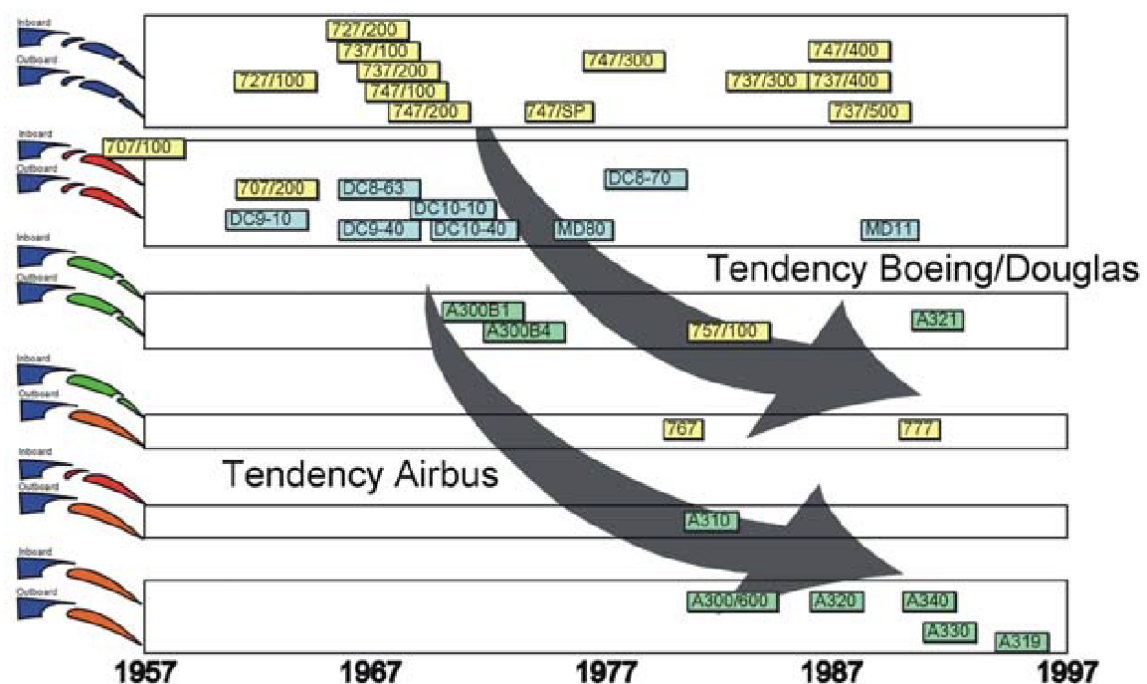 Inboard
Outboard
727/200
737/100
747/400
747/300
737/200
727/100
737/300
737/400
747/100
747/200
747/SP
737/500
Inboard
707/100
Outboard
DC8-70
707/200
DC8-63
DC10-10
DC9-10
DC9-40
DC10-40
MD80
MD11
Inboard
Tendency Boeing/Douglas
Outboard
A300B1
A321
A300B4
757/100
Inboard
Outboard
767
777
Inboard
Tendency Airbus
Outboard
A310
Inboard
Outboard
A300/600
A320
A340
A330
A319
1957
1967
1977
1987
1997